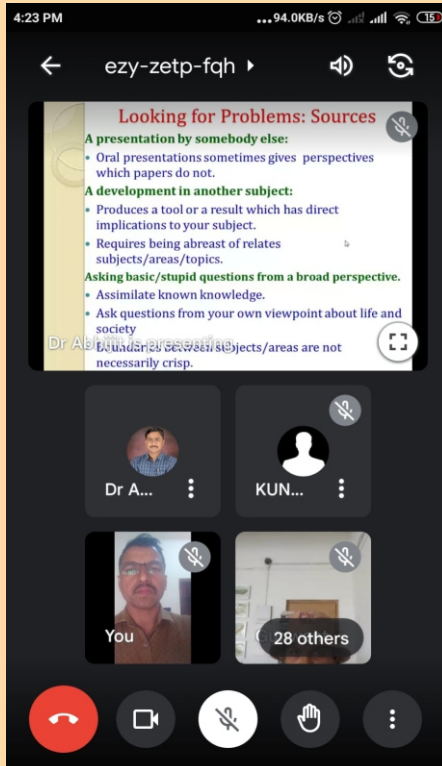 4:23 PM
...94.0KB/s
15
ezy-zetp-fqh
Looking for Problems: Sources
A presentation by somebody else:
• Oral presentations sometimes gives perspectives
which papers do not.
A development in another subject:
• Produces a tool or a result which has direct
implications to your subject.
• Requires being abreast of relates
subjects/areas/topics.
Asking basic/stupid questions from a broad perspective.
• Assimilate known knowledge.
• Ask questions from your own viewpoint about life and
society
Dr Abhijit is presenting
• Boundaries between subjects/areas are not
necessarily crisp.
Dr A...
KUN...
You
28 others